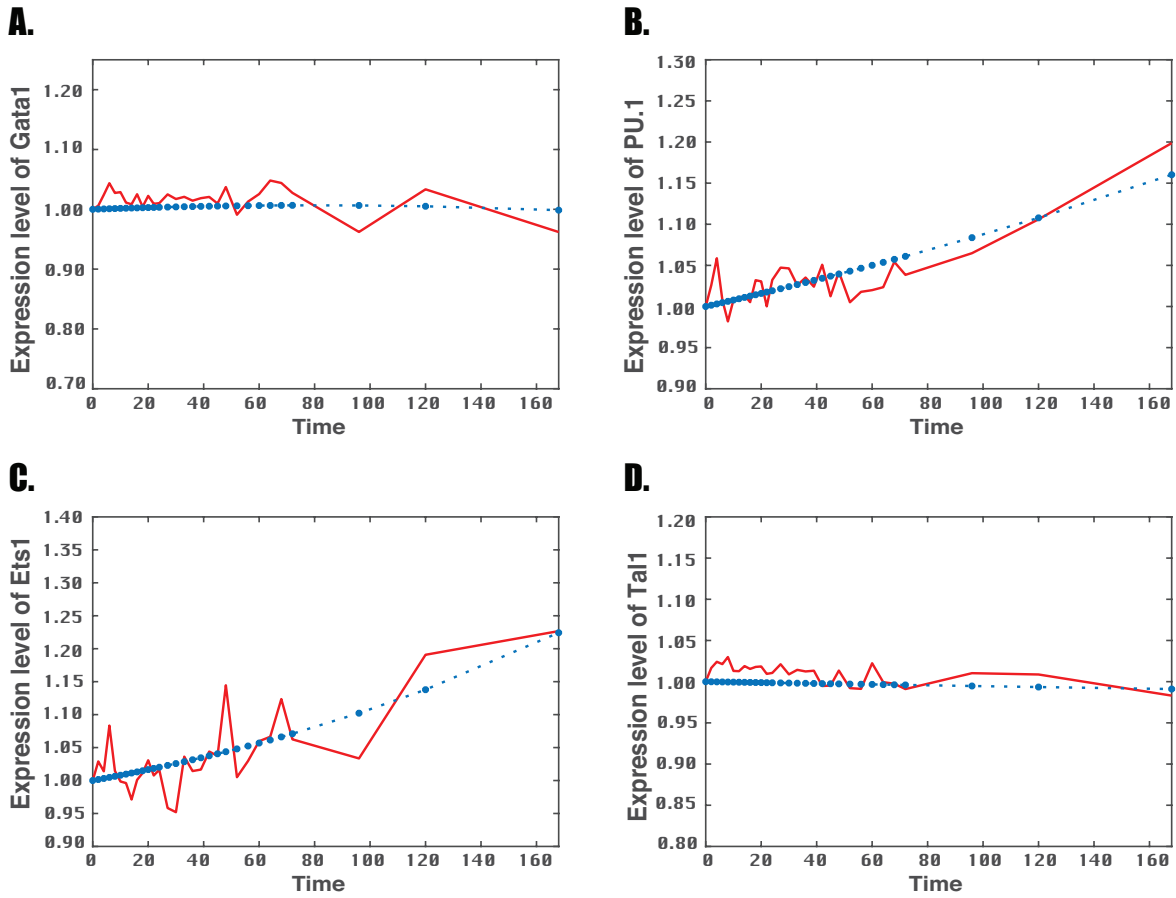 A.
Expression level of Gata1
1.20
1.10
1.00
0.90
0.80
0.70
0 20 40 60 80 100 120 140 160
Time
B.
Expression level of PU.1
1.30
1.25
1.20
1.15
1.10
1.05
1.00
0.95
0.90
0 20 40 60 80 100 120 140 160
Time
C.
Expression level of Ets1
1.40
1.35
1.30
1.25
1.20
1.10
1.05
1.00
0.95
0.90
0 20 40 60 80 100 120 140 160
Time
D.
Expression level of Tal1
1.20
1.15
1.10
1.05
1.00
0.95
0.90
0.85
0.80
0 20 40 60 80 100 120 140 160
Time